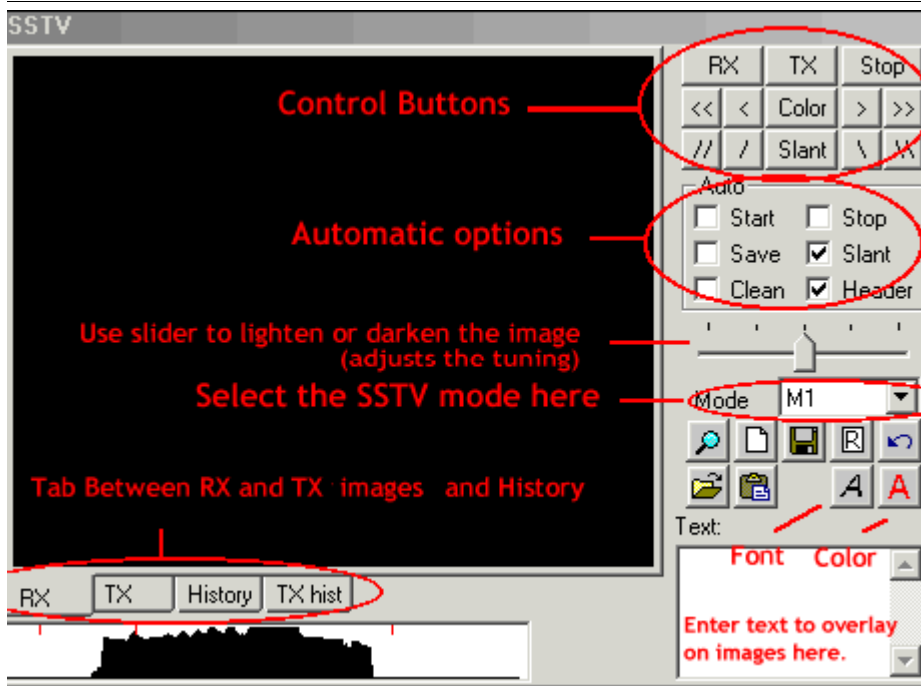 SSTV
RX TX Stop
Control Buttons
<< < Color > >>
// / Slant \ \\
Auto
Start Stop
Automatic options
Save Slant
Clean Header
Use slider to lighten or darken the image
(adjusts the tuning)
Select the SSTV mode here
Mode M1
R
Tab Between RX and TX images and History
A A
Text:
Font Color
RX TX History TX hist
Enter text to overlay
on images here.